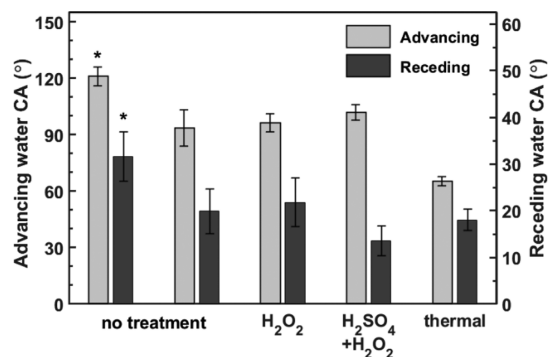 Advancing water CA (°)
150
120
90
60
30
0
*
*
Advancing
Receding
60
50
40
30
20
10
0
Receding water CA (°)
no treatment
H₂O₂
H₂SO₄
+H₂O₂
thermal